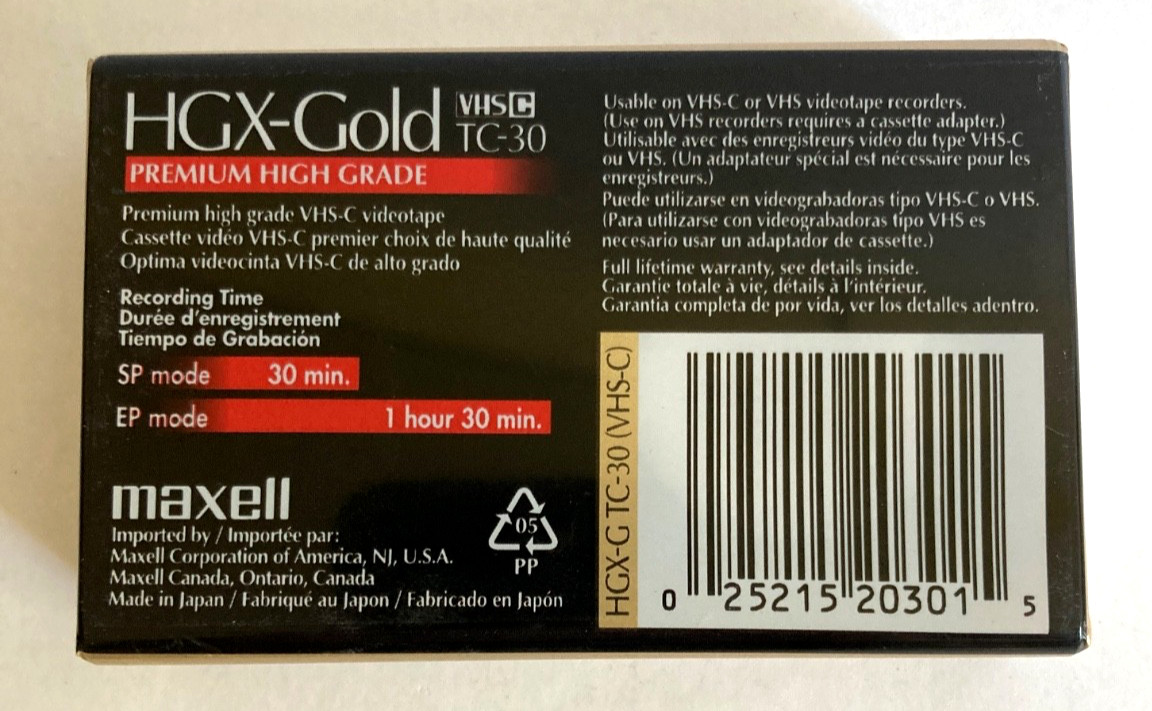 HGX-Gold VHSC TC-30
PREMIUM HIGH GRADE
Premium high grade VHS-C videotape
Cassette vidéo VHS-C premier choix de haute qualité
Optima videocinta VHS-C de alto grado
Recording Time
Durée d'enregistrement
Tiempo de Grabación
SP mode 30 min.
EP mode 1 hour 30 min.
maxell
Imported by / Importée par:
Maxell Corporation of America, NJ, U.S.A.
Maxell Canada, Ontario, Canada
Made in Japan / Fabriqué au Japon / Fabricado en Japón
05
PP
Usable on VHS-C or VHS videotape recorders.
(Use on VHS recorders requires a cassette adapter.)
Utilisable avec des enregistreurs vidéo du type VHS-C
ou VHS. (Un adaptateur spécial est nécessaire pour les
enregistreurs.)
Puede utilizarse en videograbadoras tipo VHS-C o VHS.
(Para utilizarse con videograbadoras tipo VHS es
necesario usar un adaptador de cassette.)
Full lifetime warranty, see details inside.
Garantie totale à vie, détails à l'intérieur.
Garantia completa de por vida, ver los detalles adentro.
HGX-G TC-30 (VHS-C)
0 25215 20301 5